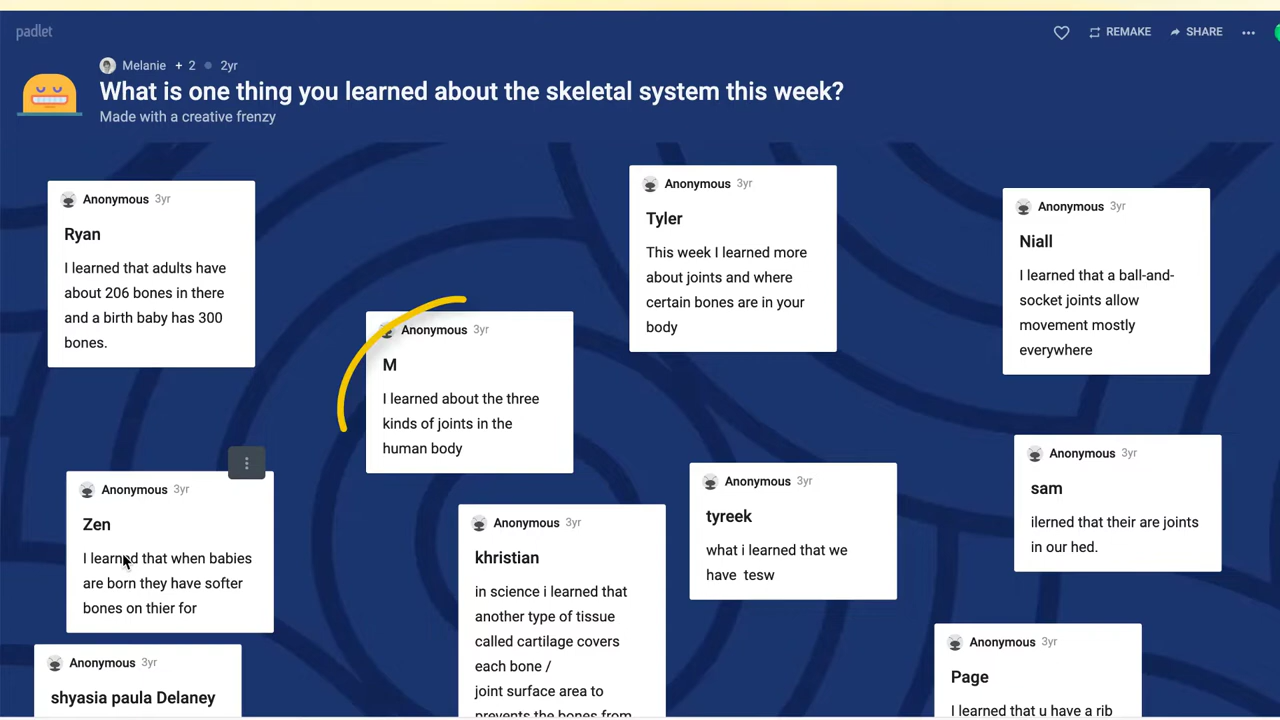 padlet
REMAKE
SHARE
Melanie + 2 2yr
What is one thing you learned about the skeletal system this week?
Made with a creative frenzy
Anonymous 3yr
Ryan
I learned that adults have
about 206 bones in there
and a birth baby has 300
bones.
Anonymous 3yr
M
I learned about the three
kinds of joints in the
human body
Anonymous 3yr
Tyler
This week I learned more
about joints and where
certain bones are in your
body
Anonymous 3yr
Niall
I learned that a ball-and-
socket joints allow
movement mostly
everywhere
Anonymous 3yr
Zen
I learned that when babies
are born they have softer
bones on thier for
Anonymous 3yr
khristian
in science i learned that
another type of tissue
called cartilage covers
each bone /
joint surface area to
prevents the bones from
Anonymous 3yr
tyreek
what i learned that we
have tesw
Anonymous 3yr
sam
ilerned that their are joints
in our hed.
Anonymous 3yr
shyasia paula Delaney
Anonymous 3yr
Page
I learned that u have a rib